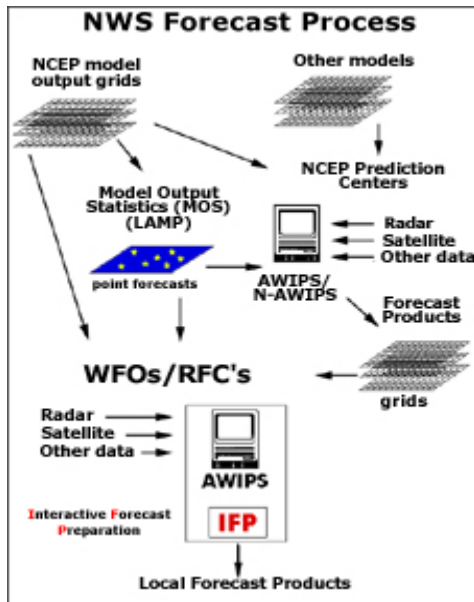 NWS Forecast Process
NCEP model
output grids
Other models
NCEP Prediction
Centers
Model Output
Statistics (MOS)
(LAMP)
Radar
Satellite
Other data
point forecasts
AWIPS/
N-AWIPS
Forecast
Products
grids
WFOs/RFC's
Radar
Satellite
Other data
AWIPS
Interactive Forecast
Preparation
IFP
Local Forecast Products